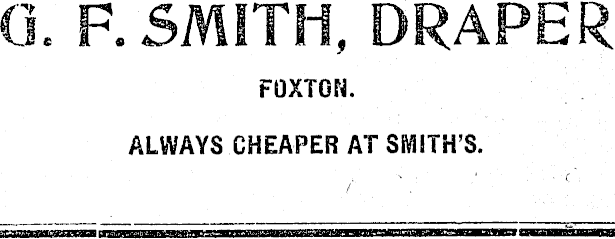 G. F. SMITH, DRAPER
FOXTON.
ALWAYS CHEAPER AT SMITH'S.